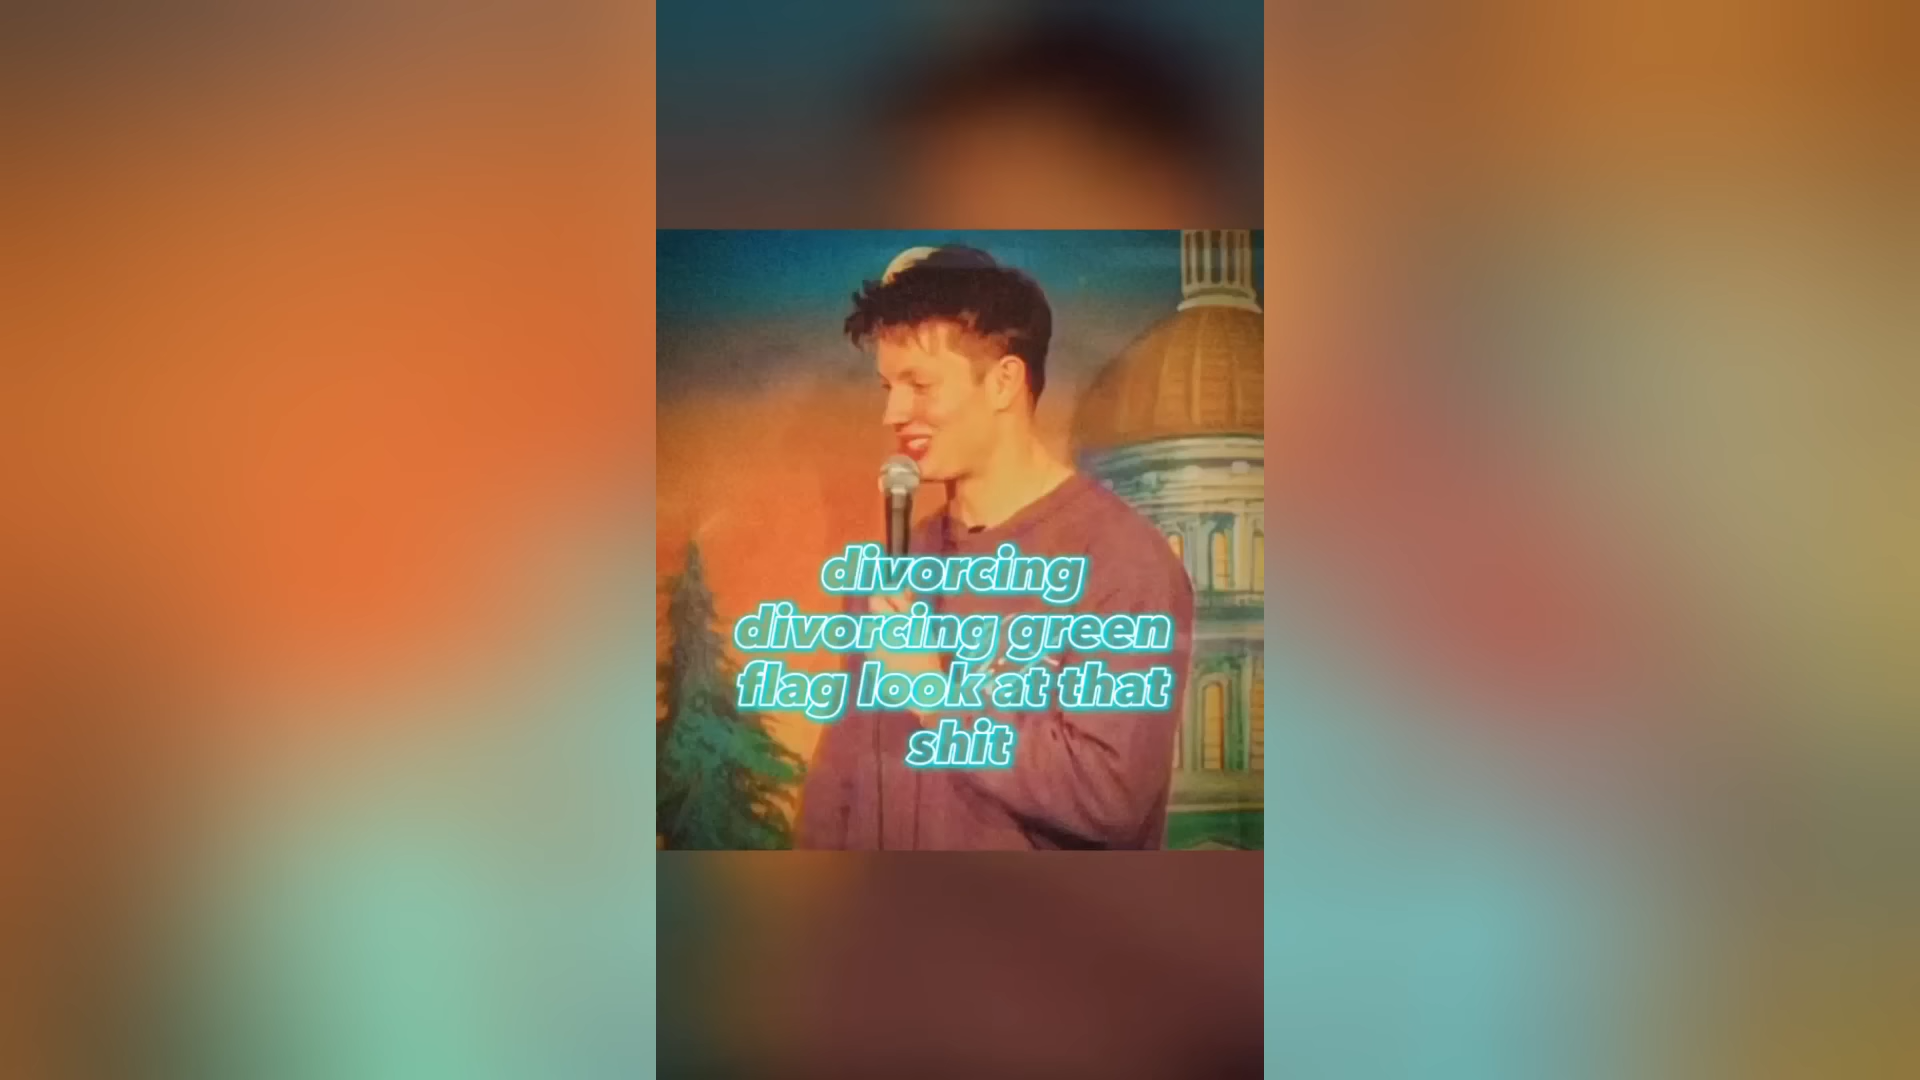 divorcing
divorcing green
flag look at that
shit